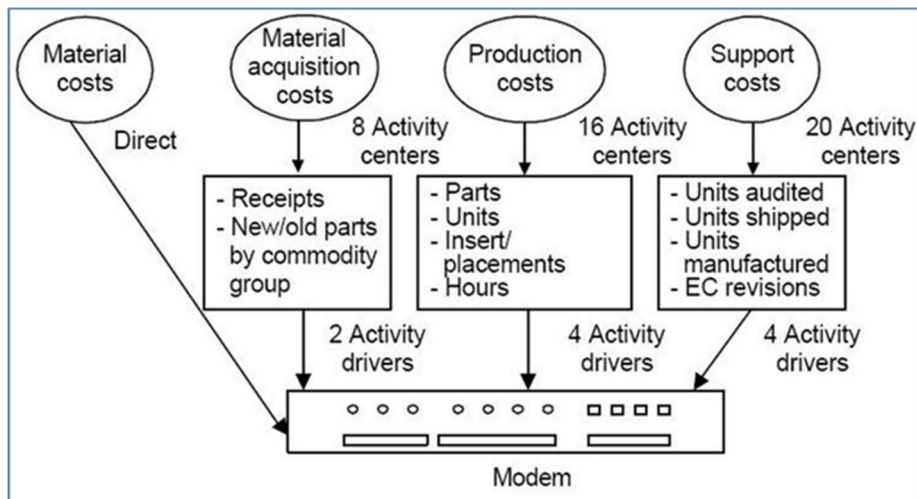 Material
costs
Material
acquisition
costs
Production
costs
Support
costs
Direct
8 Activity
centers
16 Activity
centers
20 Activity
centers
- Receipts
- New/old parts
by commodity
group
- Parts
- Units
- Insert/
placements
- Hours
- Units audited
- Units shipped
- Units
manufactured
- EC revisions
2 Activity
drivers
4 Activity
drivers
4 Activity
drivers
Modem